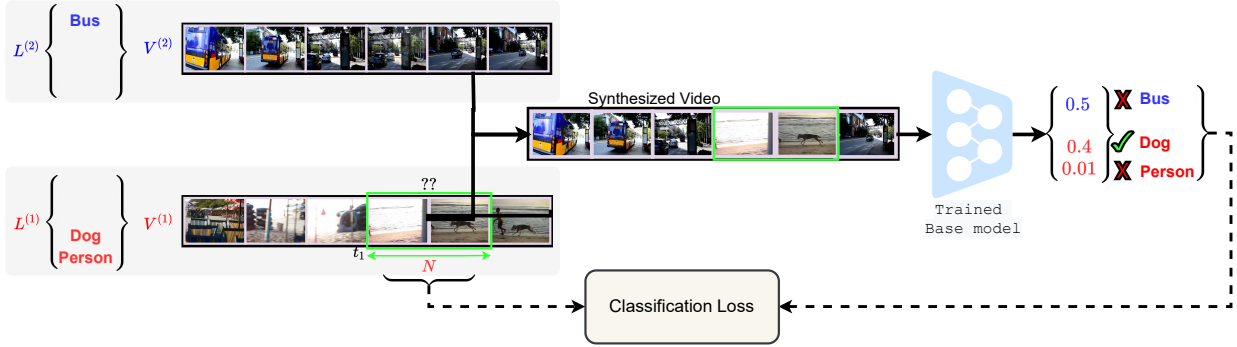 Bus
L^(2) { } V^(2)
Synthesized Video
0.5 Bus
0.4 Dog
0.01 Person
Trained
Base model
??
L^(1) { Dog Person } V^(1)
t_1
N
Classification Loss